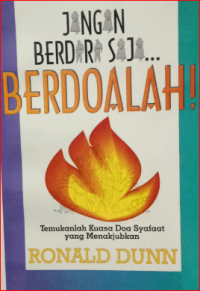 JANGAN
BERDIRI SAJA...
BERDOALAH!
Temukanlah Kuasa Doa Syafaat
yang Menakjubkan
RONALD DUNN